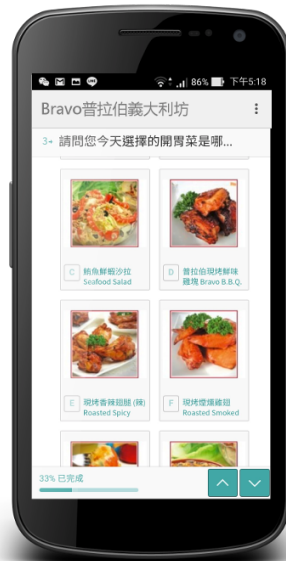 86% 下午5:18
Bravo普拉伯義大利坊
3→ 請問您今天選擇的開胃菜是哪...
C 鮪魚鮮蝦沙拉
Seafood Salad
D 普拉伯現烤鮮味
雞塊 Bravo B.B.Q.
E 現烤香辣翅腿 (辣)
Roasted Spicy
F 現烤煙燻雞翅
Roasted Smoked
33% 已完成